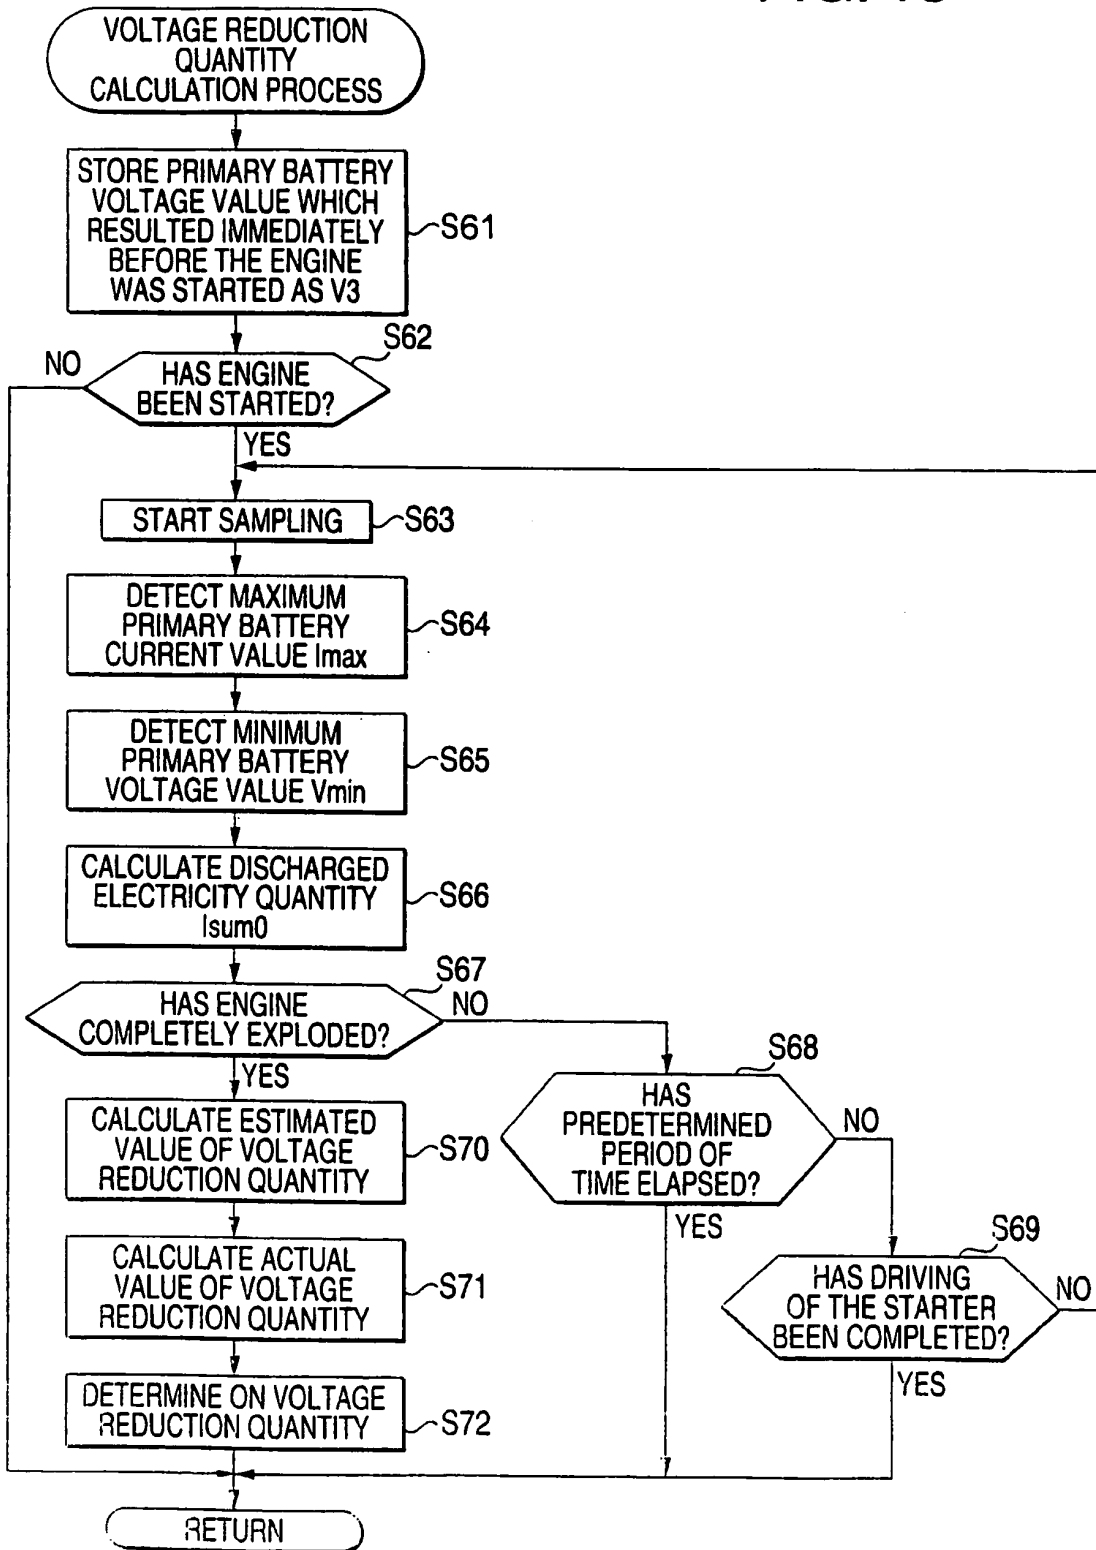 VOLTAGE REDUCTION
QUANTITY
CALCULATION PROCESS
STORE PRIMARY BATTERY
VOLTAGE VALUE WHICH
RESULTED IMMEDIATELY
BEFORE THE ENGINE
WAS STARTED AS V3
S61
S62
NO
HAS ENGINE
BEEN STARTED?
YES
START SAMPLING
S63
DETECT MAXIMUM
PRIMARY BATTERY
CURRENT VALUE Imax
S64
DETECT MINIMUM
PRIMARY BATTERY
VOLTAGE VALUE Vmin
S65
CALCULATE DISCHARGED
ELECTRICITY QUANTITY
Isum0
S66
S67
HAS ENGINE
COMPLETELY EXPLODED?
NO
YES
S68
HAS
PREDETERMINED
PERIOD OF
TIME ELAPSED?
NO
YES
S69
HAS DRIVING
OF THE STARTER
BEEN COMPLETED?
NO
YES
CALCULATE ESTIMATED
VALUE OF VOLTAGE
REDUCTION QUANTITY
S70
CALCULATE ACTUAL
VALUE OF VOLTAGE
REDUCTION QUANTITY
S71
DETERMINE ON VOLTAGE
REDUCTION QUANTITY
S72
RETURN